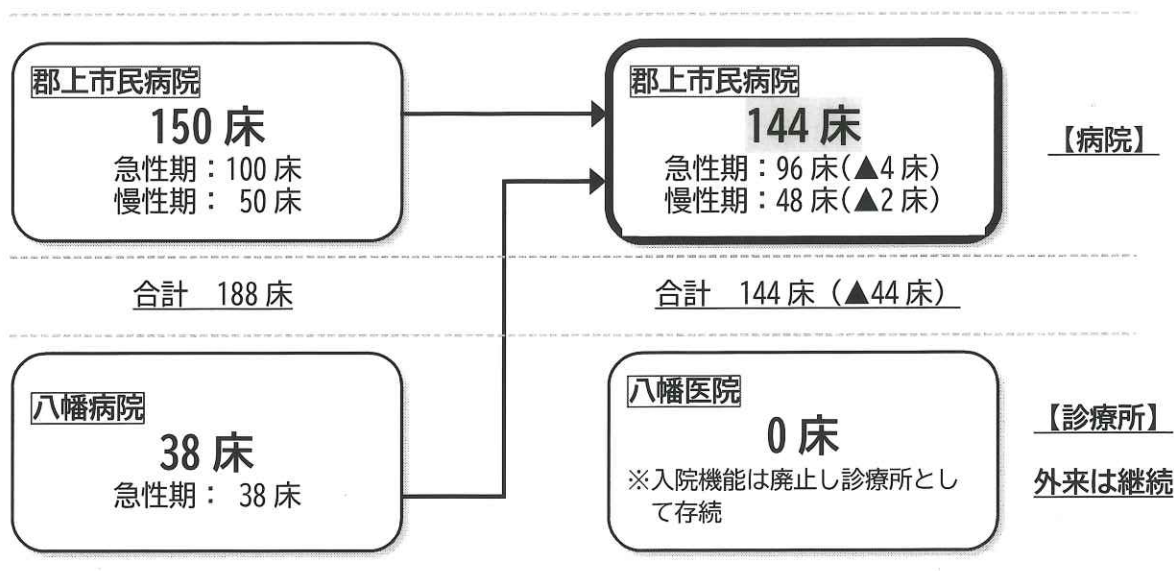 郡上市民病院
150 床
急性期：100 床
慢性期： 50 床
郡上市民病院
144 床
急性期：96 床(▲4 床)
慢性期：48 床(▲2 床)
【病院】
合計　188 床
合計　144 床（▲44 床）
八幡病院
38 床
急性期： 38 床
八幡医院
0 床
※入院機能は廃止し診療所とし
て存続
【診療所】
外来は継続